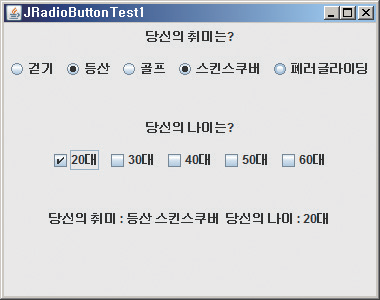 JRadioButtonTest1
당신의 취미는?
걷기 등산 골프 스킨스쿠버 페러글라이딩
당신의 나이는?
20대 30대 40대 50대 60대
당신의 취미 : 등산 스킨스쿠버 당신의 나이 : 20대